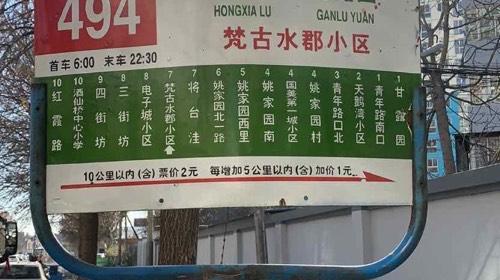 494
HONGXIA LU
GANLU YUAN
首车 6:00 末车 22:30
梵古水郡小区
10 红霞路
10 酒仙桥中心小学
9 四街坊
8 三街坊
8 电子城小区
7 梵古水郡小区
7 将台洼
6 姚家园北一路
5 姚家园西里
4 姚家园南
4 国美第一城小区
3 姚家园村
3 青年路口北
2 天鹅湾小区
1 青年路南口
1 甘露园
10公里以内(含)票价2元 每增加5公里以内(含)加价1元